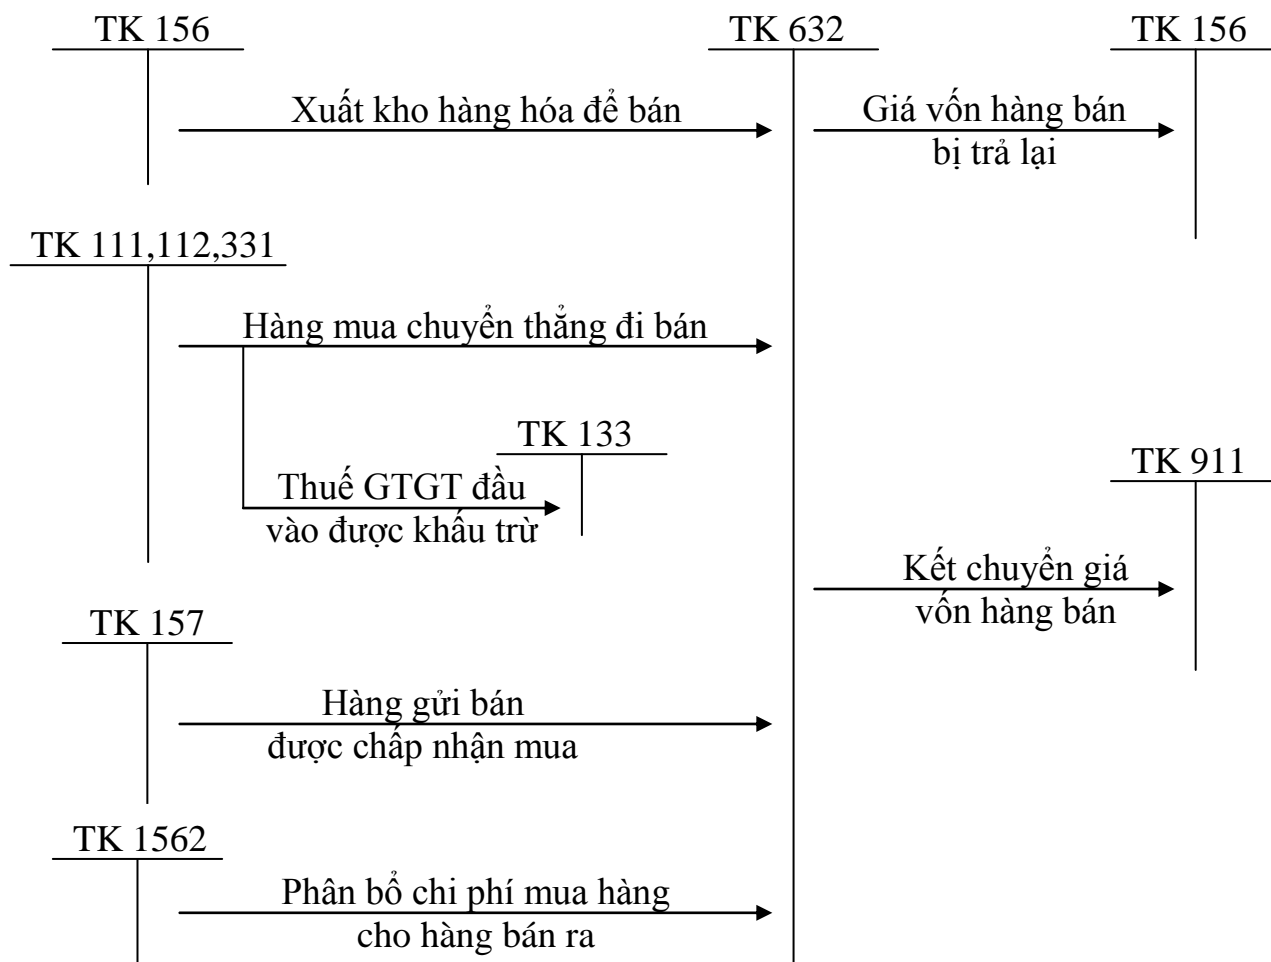 TK 156
TK 632
TK 156
Xuất kho hàng hóa để bán
Giá vốn hàng bán
bị trả lại
TK 111,112,331
Hàng mua chuyển thẳng đi bán
TK 133
Thuế GTGT đầu
vào được khấu trừ
TK 911
Kết chuyển giá
vốn hàng bán
TK 157
Hàng gửi bán
được chấp nhận mua
TK 1562
Phân bổ chi phí mua hàng
cho hàng bán ra